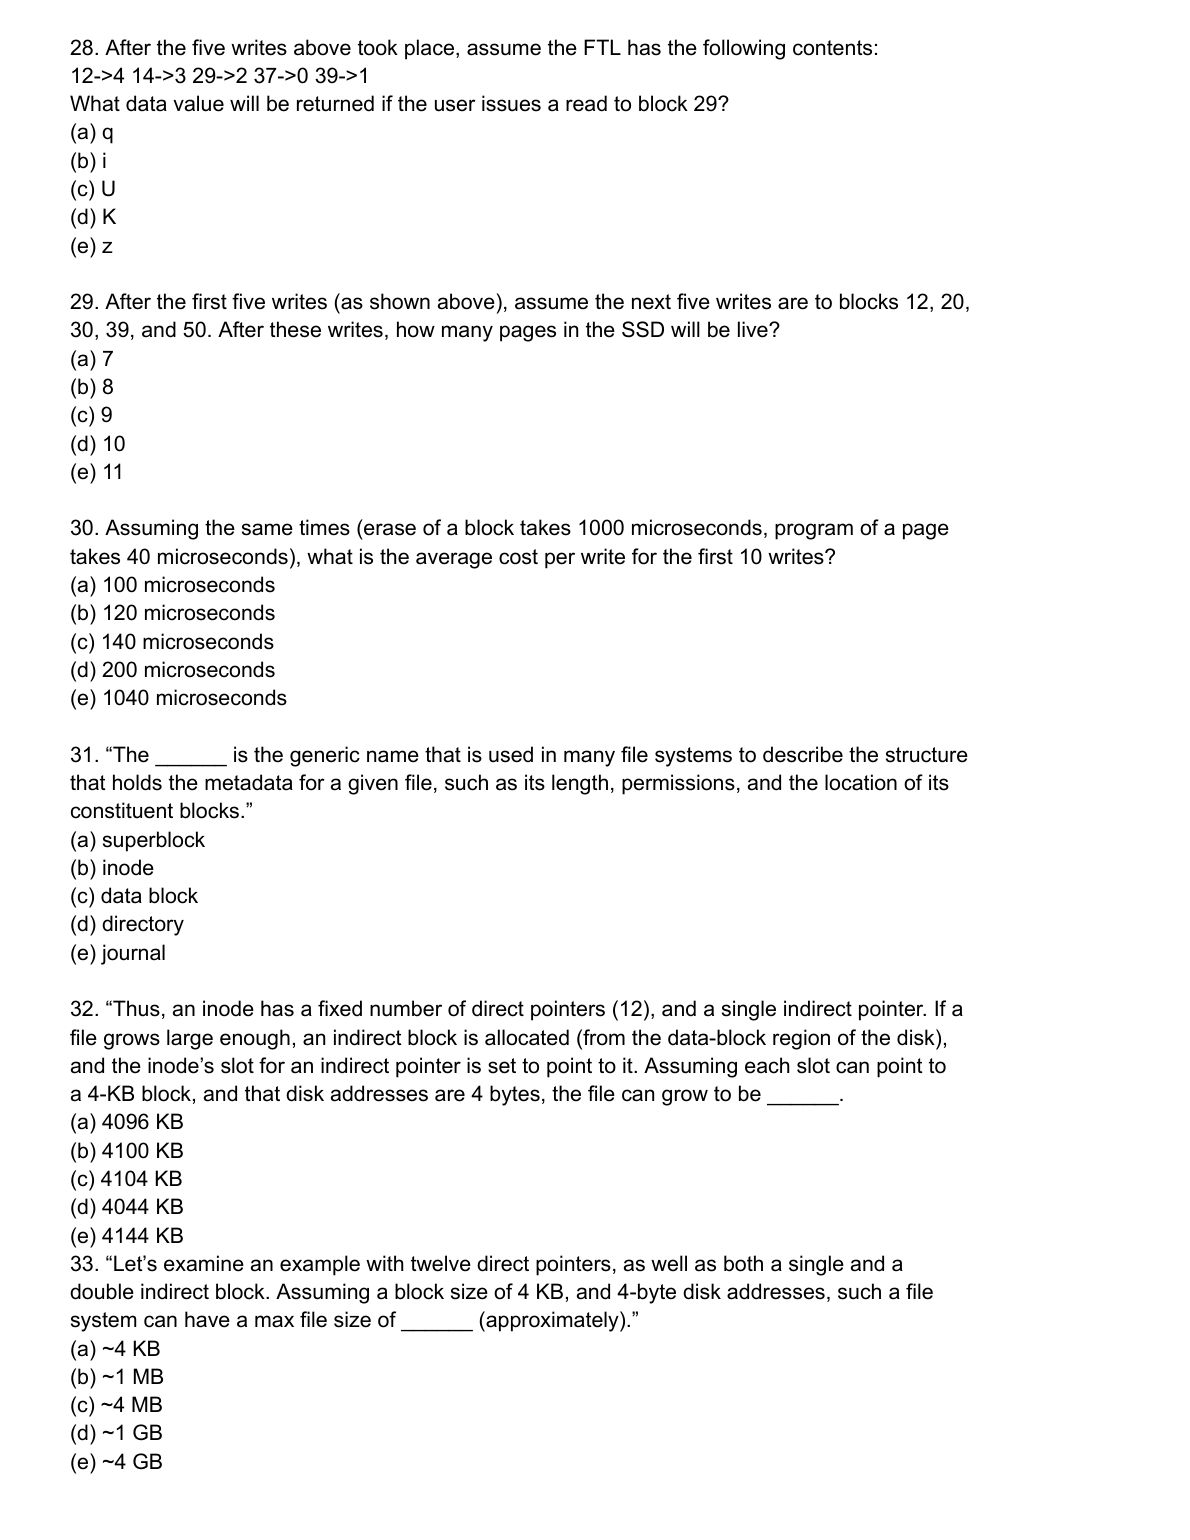 28. After the five writes above took place, assume the FTL has the following contents:
12->4 14->3 29->2 37->0 39->1
What data value will be returned if the user issues a read to block 29?
(a) q
(b) i
(c) U
(d) K
(e) z
29. After the first five writes (as shown above), assume the next five writes are to blocks 12, 20,
30, 39, and 50. After these writes, how many pages in the SSD will be live?
(a) 7
(b) 8
(c) 9
(d) 10
(e) 11
30. Assuming the same times (erase of a block takes 1000 microseconds, program of a page
takes 40 microseconds), what is the average cost per write for the first 10 writes?
(a) 100 microseconds
(b) 120 microseconds
(c) 140 microseconds
(d) 200 microseconds
(e) 1040 microseconds
31. “The ______ is the generic name that is used in many file systems to describe the structure
that holds the metadata for a given file, such as its length, permissions, and the location of its
constituent blocks.”
(a) superblock
(b) inode
(c) data block
(d) directory
(e) journal
32. “Thus, an inode has a fixed number of direct pointers (12), and a single indirect pointer. If a
file grows large enough, an indirect block is allocated (from the data-block region of the disk),
and the inode’s slot for an indirect pointer is set to point to it. Assuming each slot can point to
a 4-KB block, and that disk addresses are 4 bytes, the file can grow to be ______.
(a) 4096 KB
(b) 4100 KB
(c) 4104 KB
(d) 4044 KB
(e) 4144 KB
33. “Let’s examine an example with twelve direct pointers, as well as both a single and a
double indirect block. Assuming a block size of 4 KB, and 4-byte disk addresses, such a file
system can have a max file size of ______ (approximately).”
(a) ~4 KB
(b) ~1 MB
(c) ~4 MB
(d) ~1 GB
(e) ~4 GB